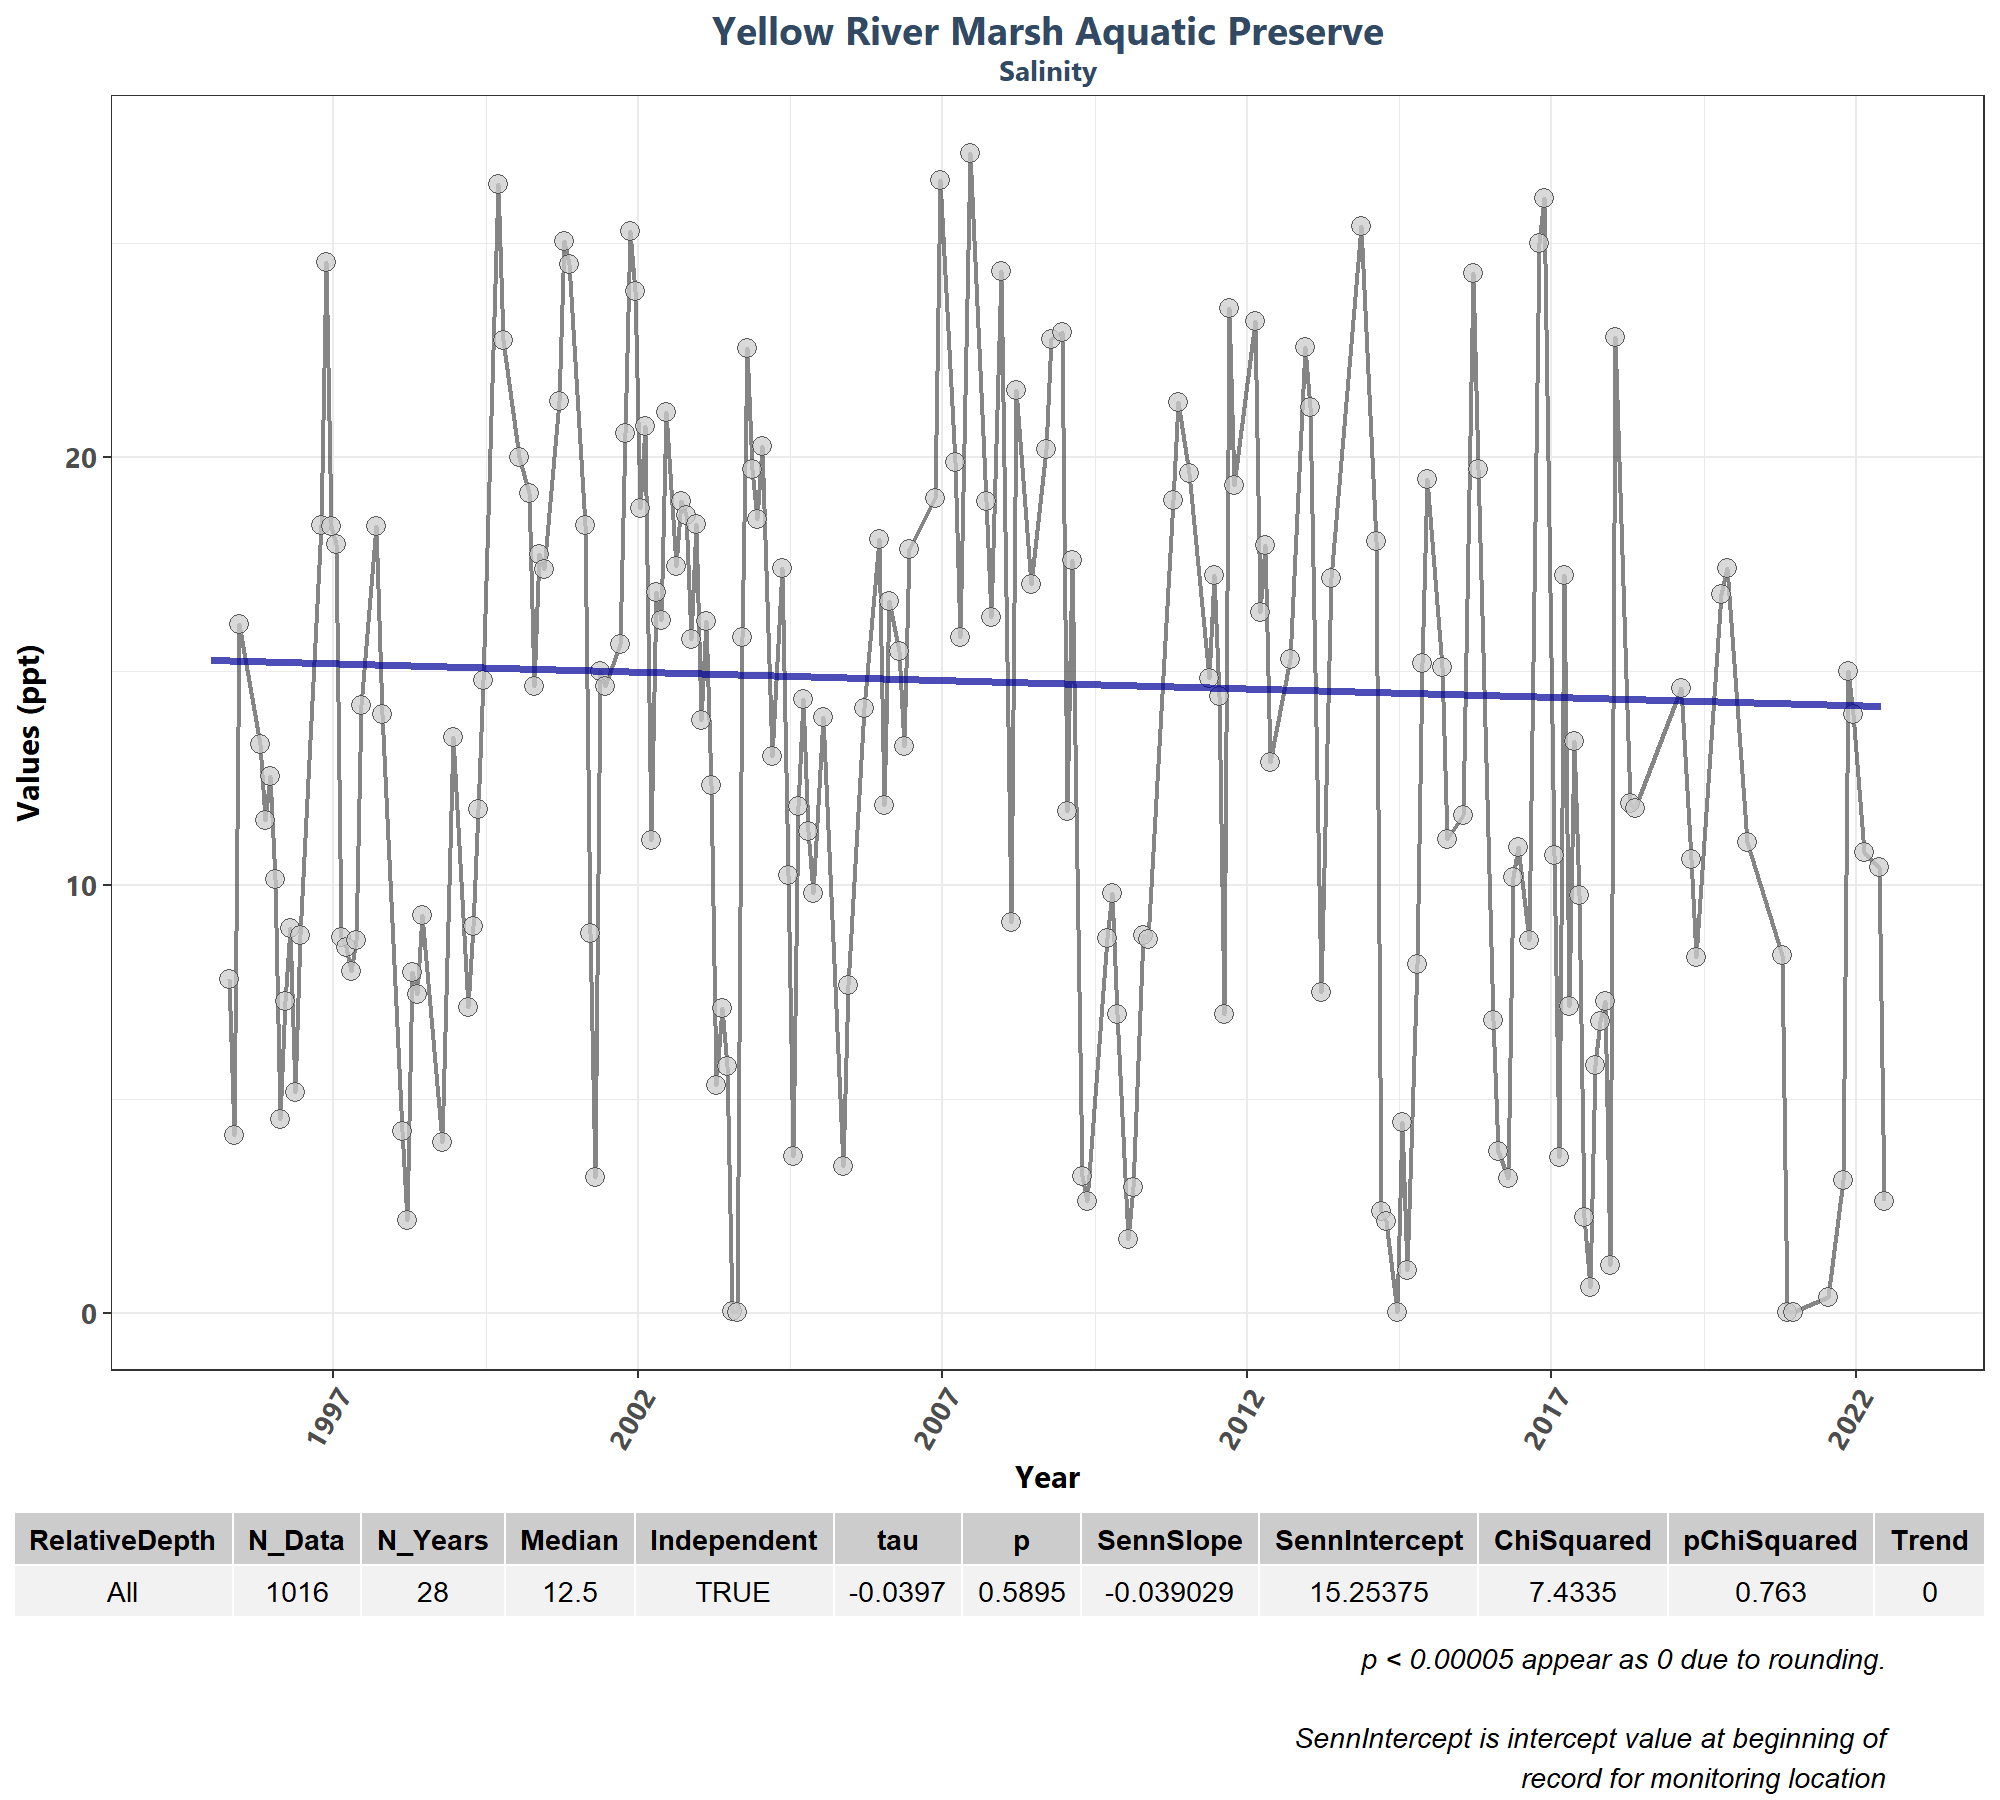 Yellow River Marsh Aquatic Preserve
Salinity
Values (ppt)
20
10
0
1997 2002 2007 2012 2017 2022
Year
RelativeDepth N_Data N_Years Median Independent tau p SennSlope SennIntercept ChiSquared pChiSquared Trend
All 1016 28 12.5 TRUE -0.0397 0.5895 -0.039029 15.25375 7.4335 0.763 0
p < 0.00005 appear as 0 due to rounding.
SennIntercept is intercept value at beginning of
record for monitoring location